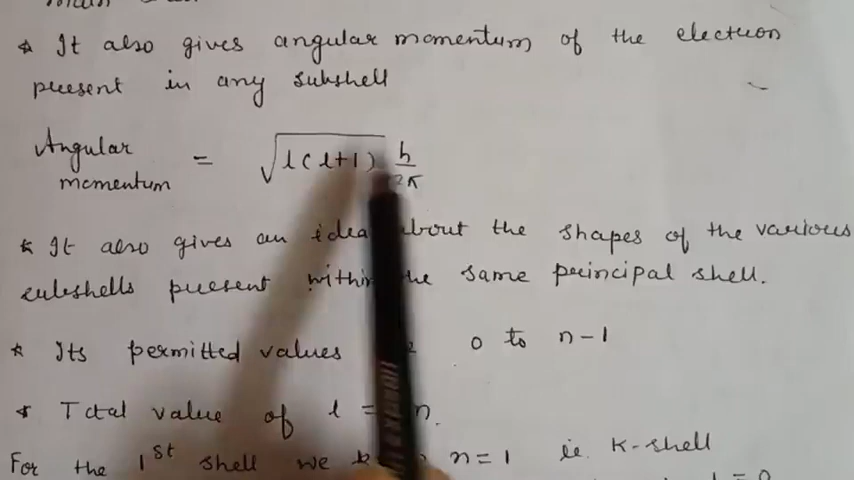 * It also gives angular momentum of the electron
present in any subshell
Angular momentum = √l(l+1) h/2π
* It also gives an idea about the shapes of the various
subshells present within the same principal shell.
* Its permitted values 0 to n-1
* Total value of l = n.
For the 1st shell we n=1 ie. K-shell
l=0